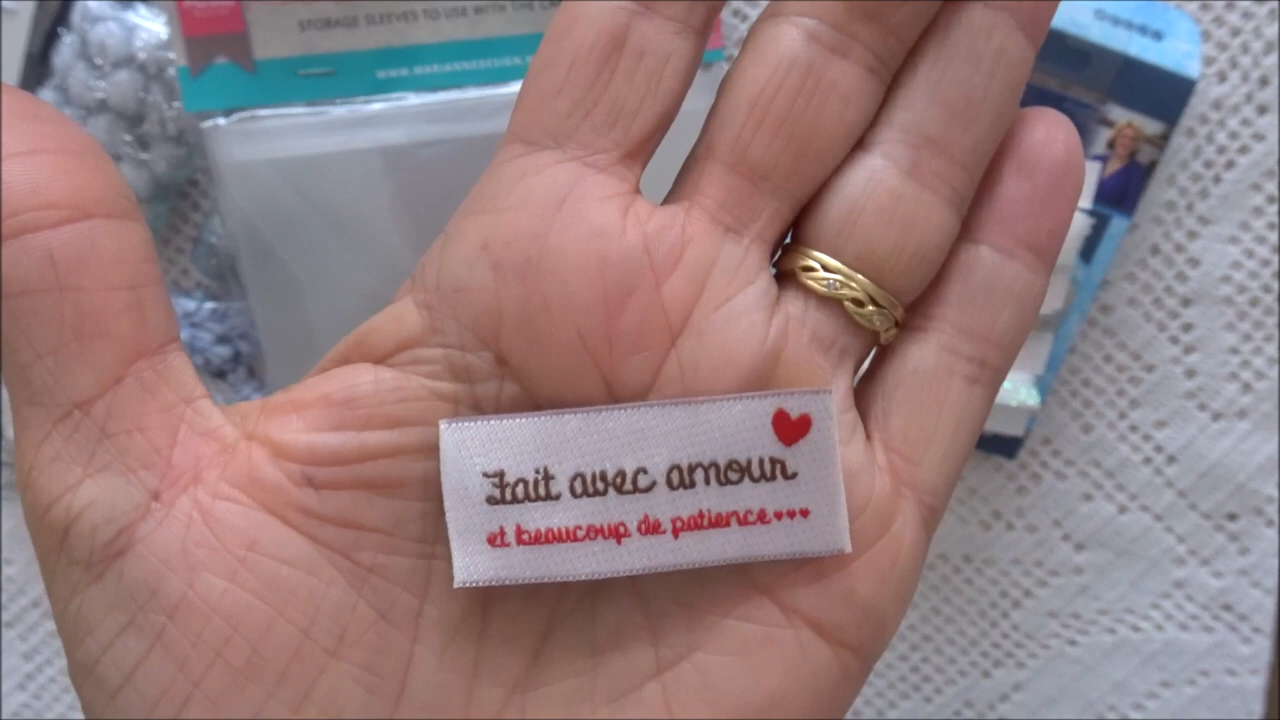 STORAGE SLEEVES TO USE WITH THE
WWW.MARIANNEDESIGN.
Fait avec amour
et beaucoup de patience